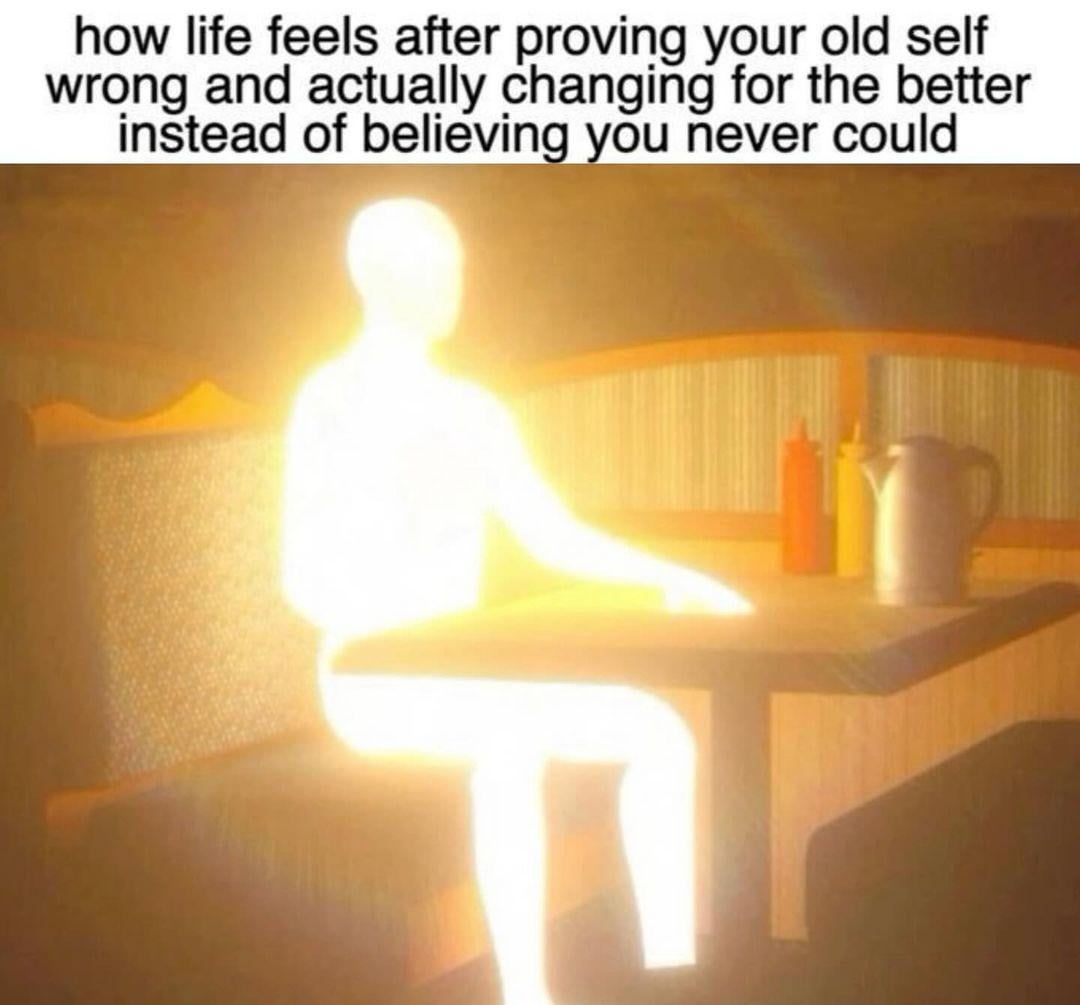 how life feels after proving your old self
wrong and actually changing for the better
instead of believing you never could